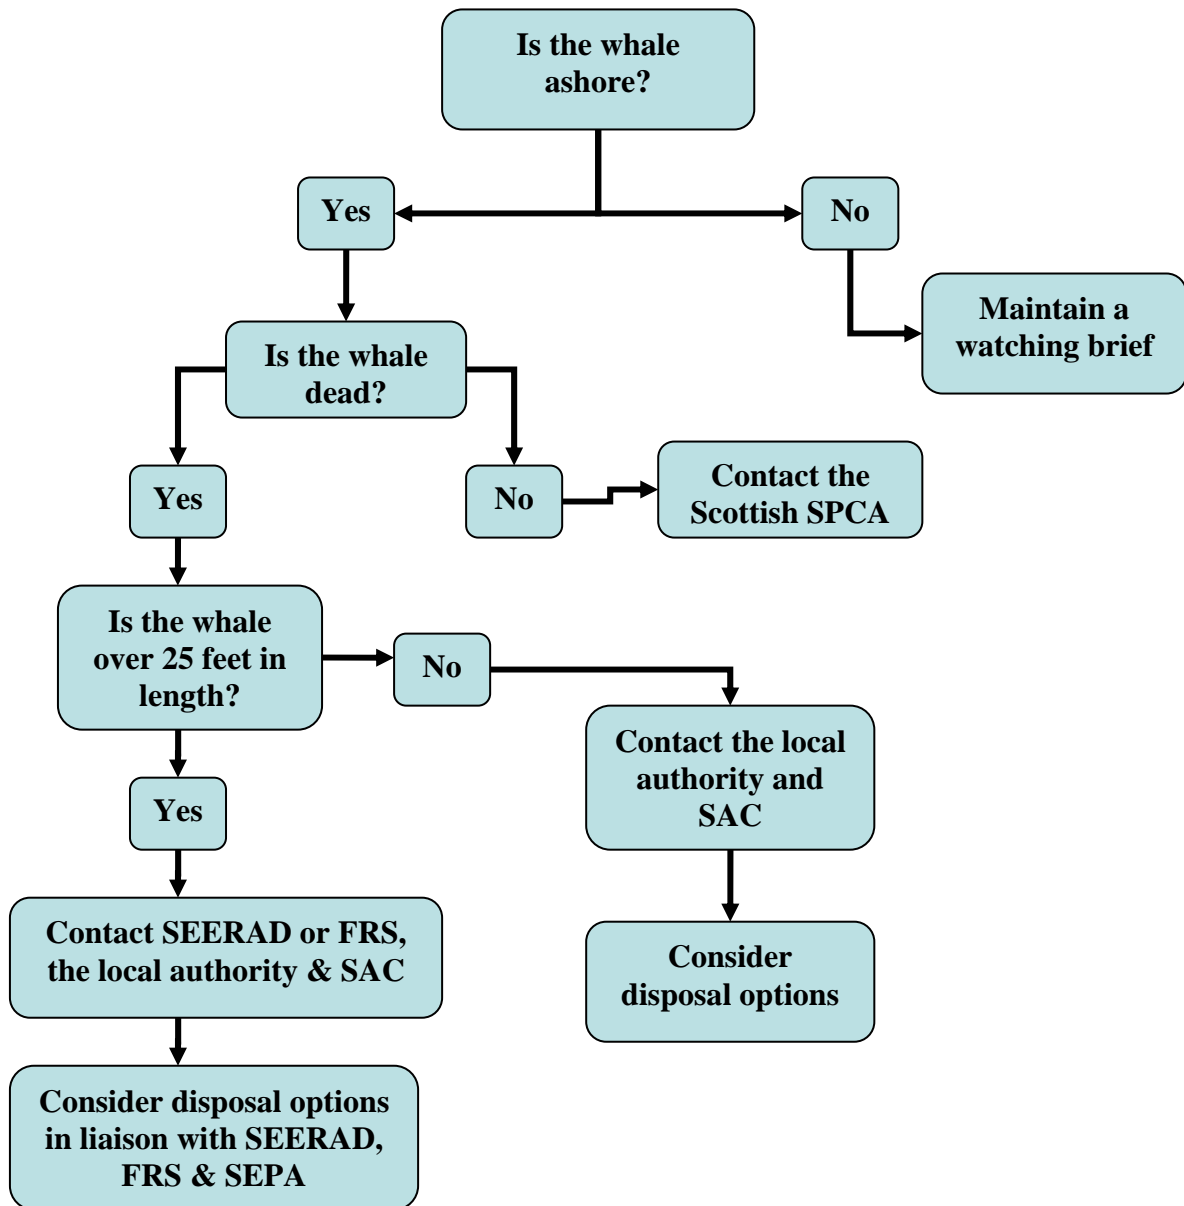 Is the whale
ashore?
Yes
No
Maintain a
watching brief
Is the whale
dead?
Yes
No
Contact the
Scottish SPCA
Is the whale
over 25 feet in
length?
No
Contact the local
authority and
SAC
Yes
Contact SEERAD or FRS,
the local authority & SAC
Consider
disposal options
Consider disposal options
in liaison with SEERAD,
FRS & SEPA